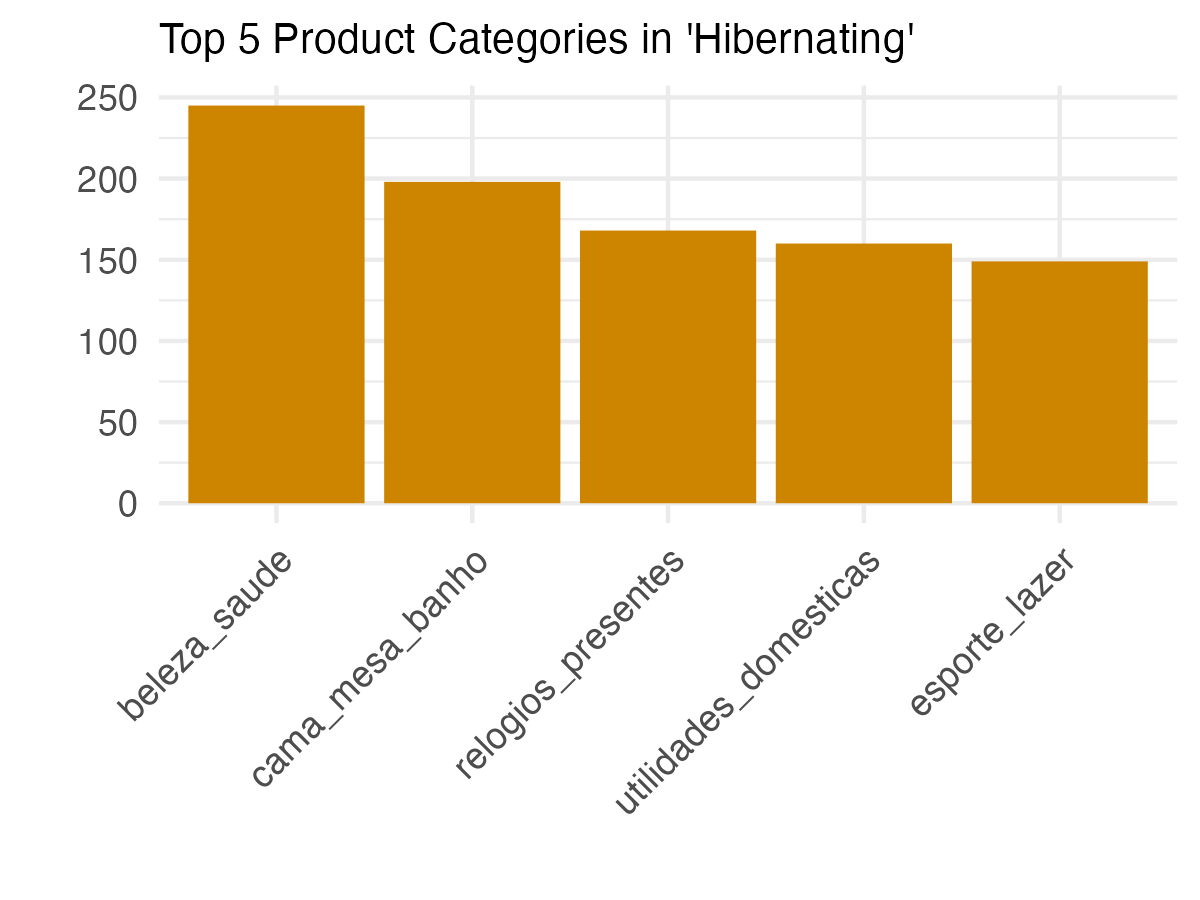 Top 5 Product Categories in 'Hibernating'
250
200
150
100
50
0
beleza_saude
cama_mesa_banho
relogios_presentes
utilidades_domesticas
esporte_lazer